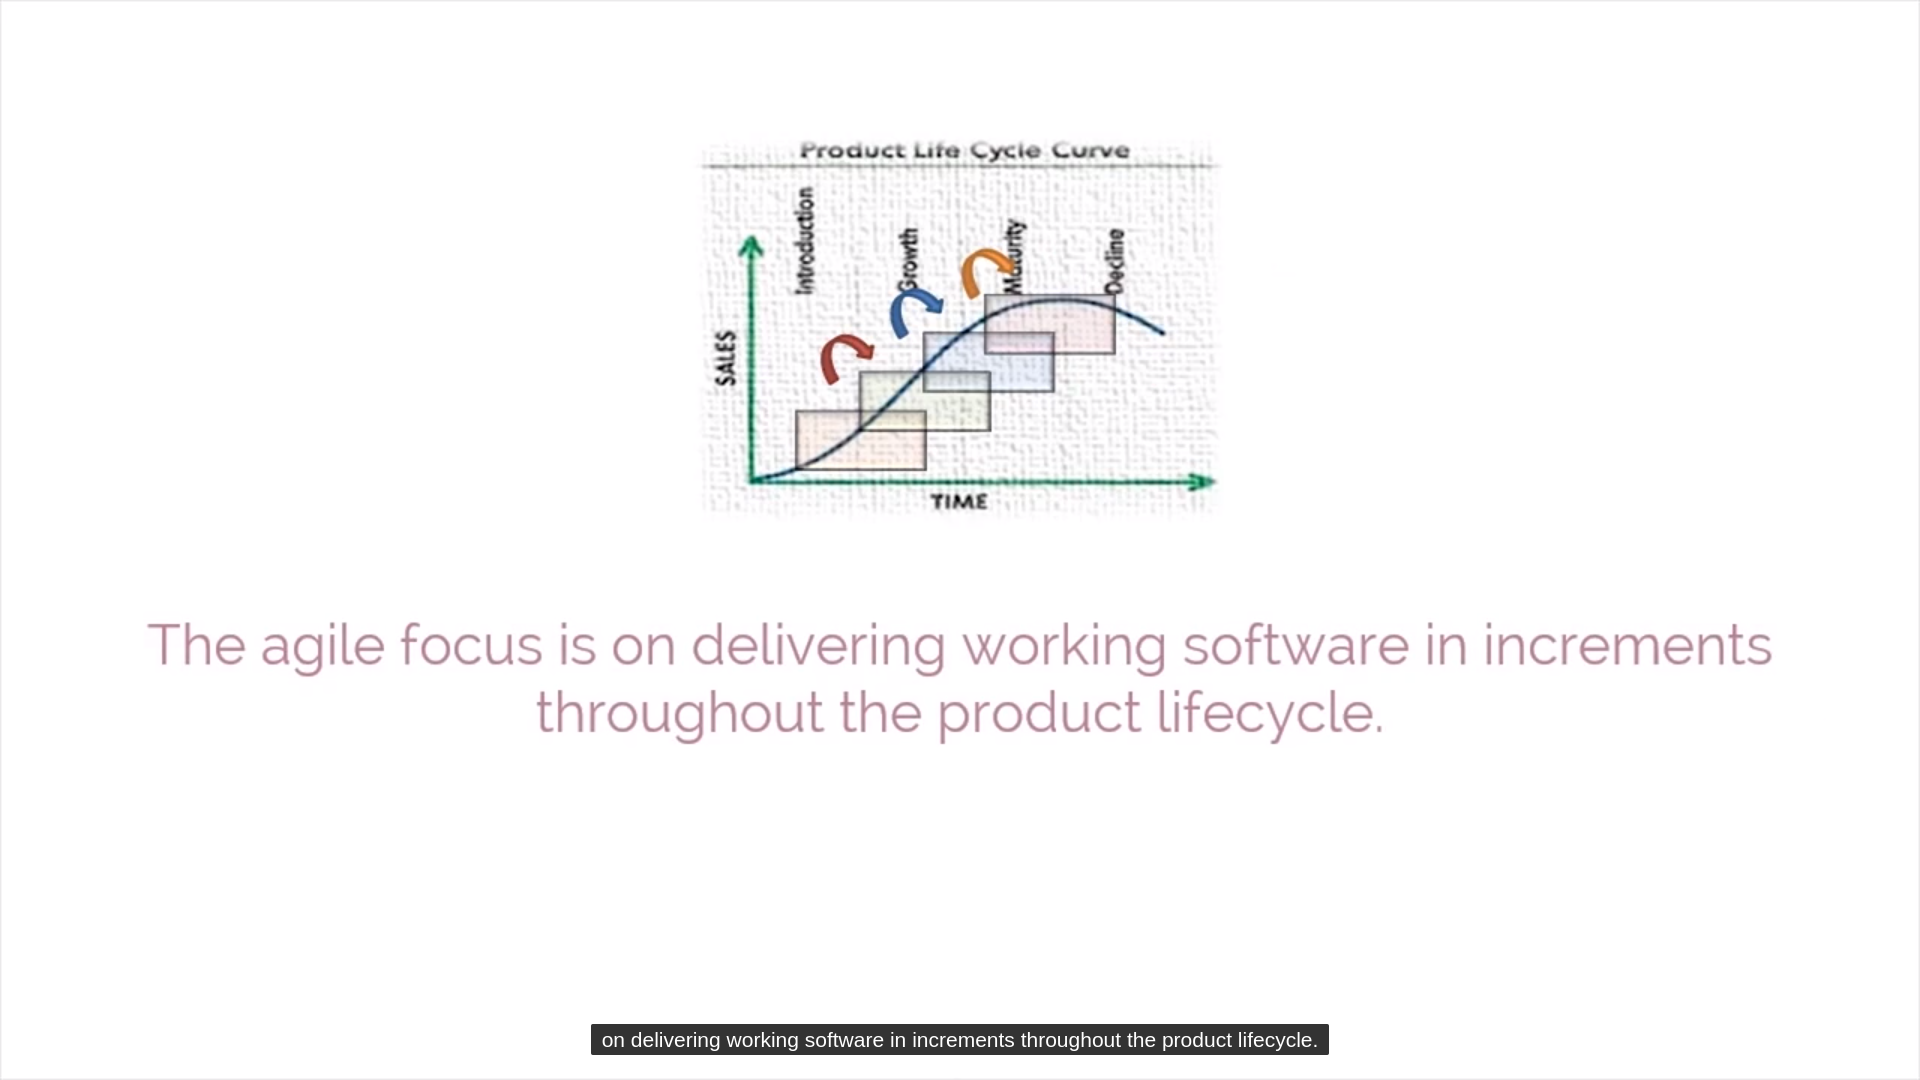 Product Life Cycle Curve
Introduction
Growth
Maturity
Decline
SALES
TIME
The agile focus is on delivering working software in increments
throughout the product lifecycle.
on delivering working software in increments throughout the product lifecycle.